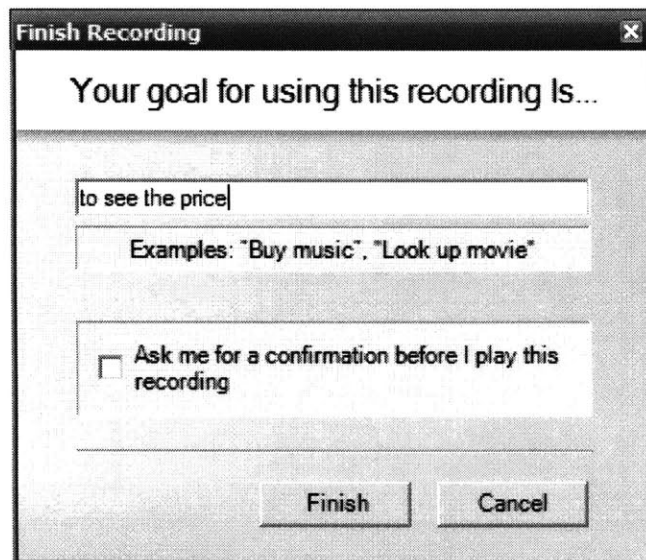 Finish Recording
Your goal for using this recording Is...
to see the price
Examples: "Buy music", "Look up movie"
Ask me for a confirmation before I play this
recording
Finish
Cancel